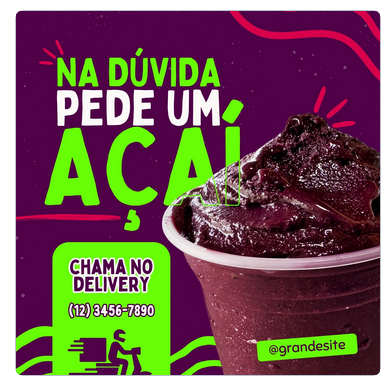 NA DÚVIDA
PEDE UM
AÇAÍ
CHAMA NO
DELIVERY
(12) 3456-7890
@grandesite